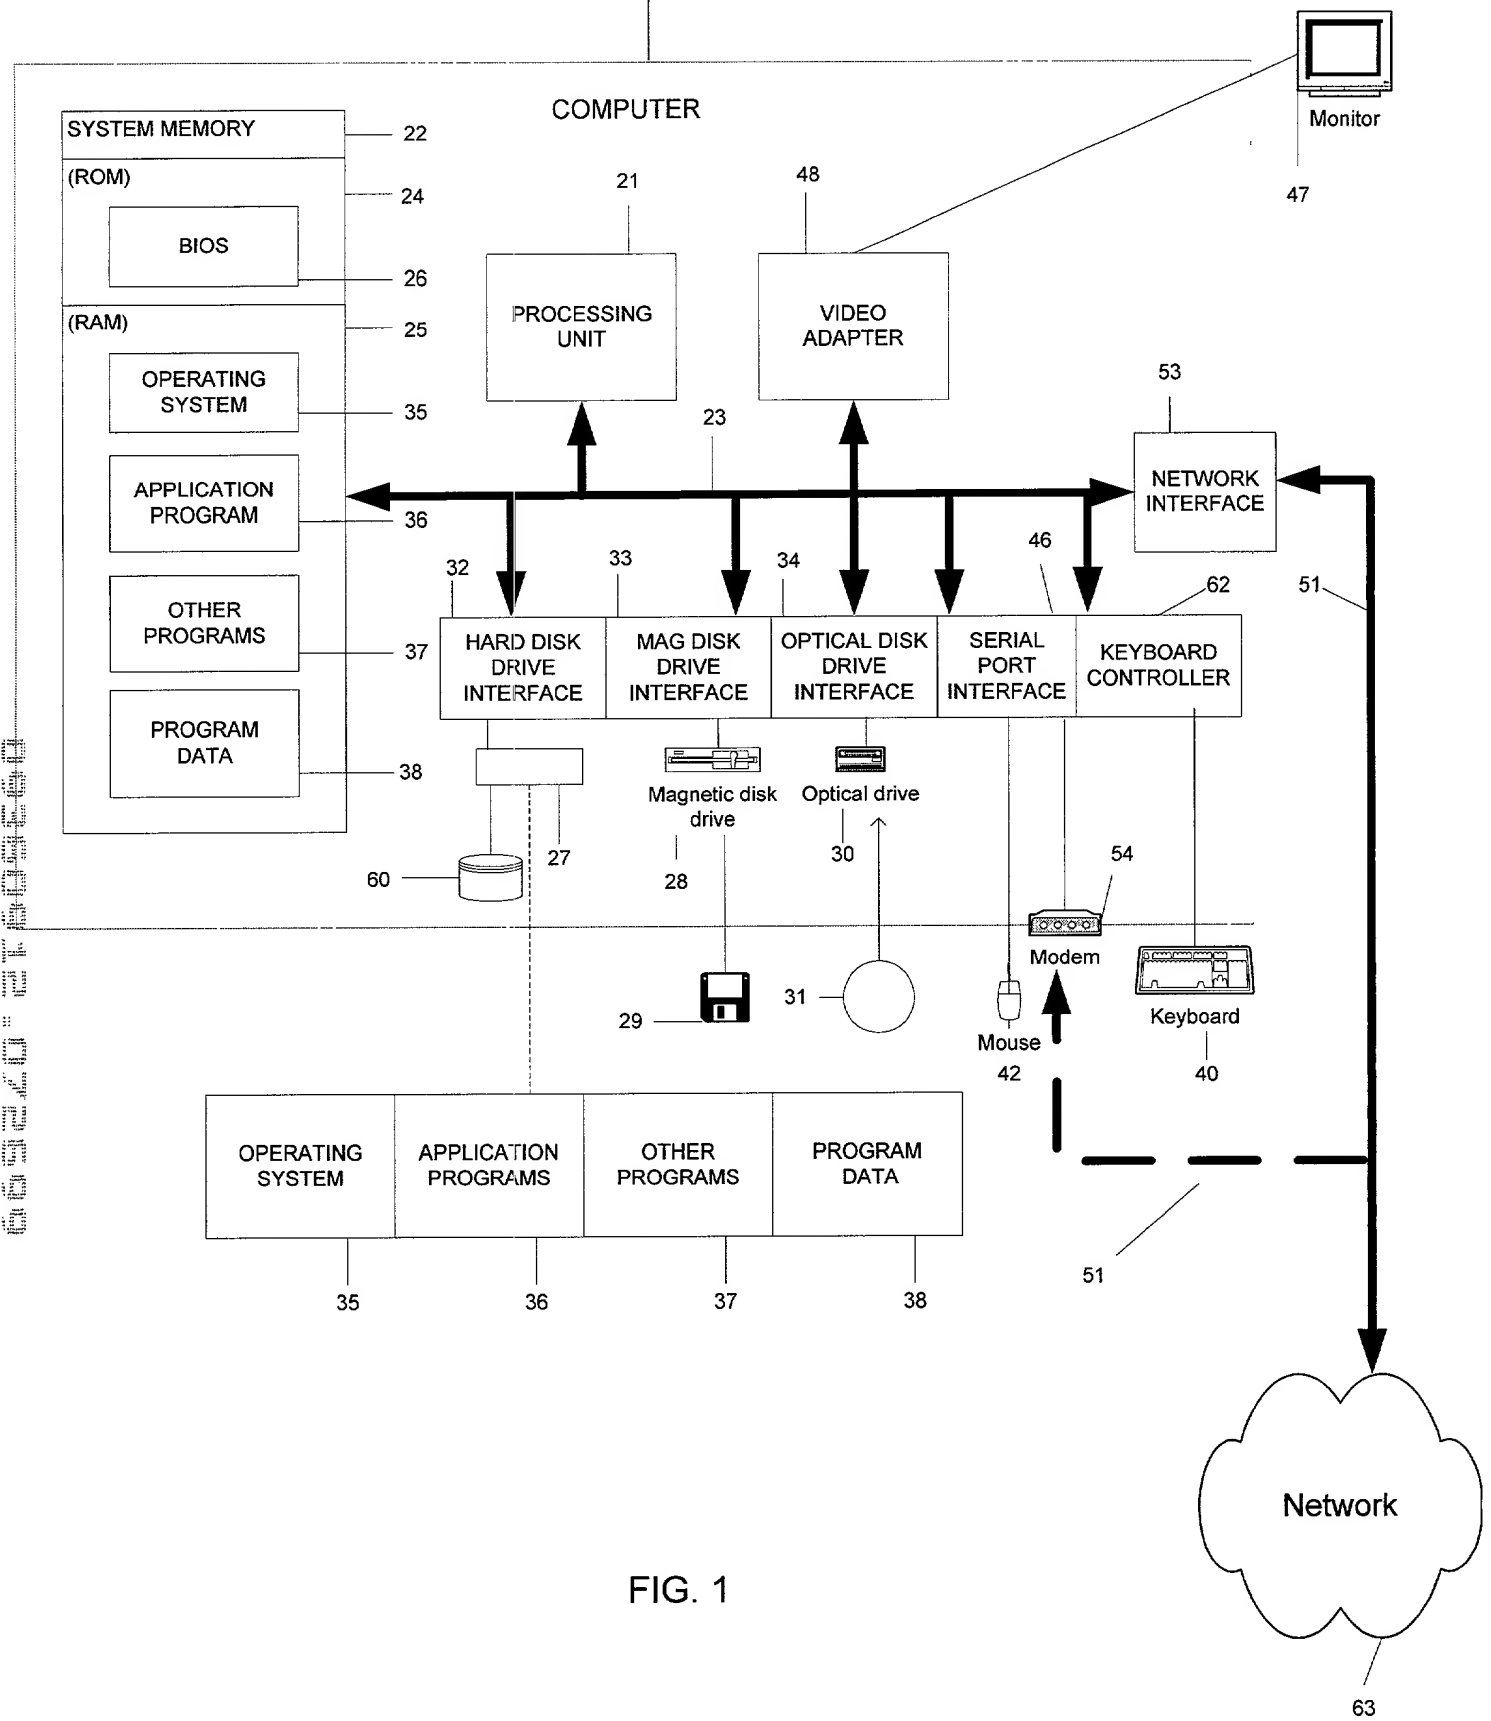 COMPUTER
Monitor
47
SYSTEM MEMORY
22
(ROM)
24
BIOS
26
(RAM)
25
OPERATING
SYSTEM
35
APPLICATION
PROGRAM
36
OTHER
PROGRAMS
37
PROGRAM
DATA
38
21
PROCESSING
UNIT
48
VIDEO
ADAPTER
23
53
NETWORK
INTERFACE
51
32
33
34
46
62
HARD DISK
DRIVE
INTERFACE
MAG DISK
DRIVE
INTERFACE
OPTICAL DISK
DRIVE
INTERFACE
SERIAL
PORT
INTERFACE
KEYBOARD
CONTROLLER
Magnetic disk
drive
Optical drive
27
28
30
54
60
29
31
Mouse
42
Modem
Keyboard
40
OPERATING
SYSTEM
APPLICATION
PROGRAMS
OTHER
PROGRAMS
PROGRAM
DATA
35
36
37
38
51
Network
63
FIG. 1